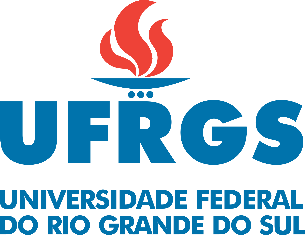 UFRGS
UNIVERSIDADE FEDERAL
DO RIO GRANDE DO SUL